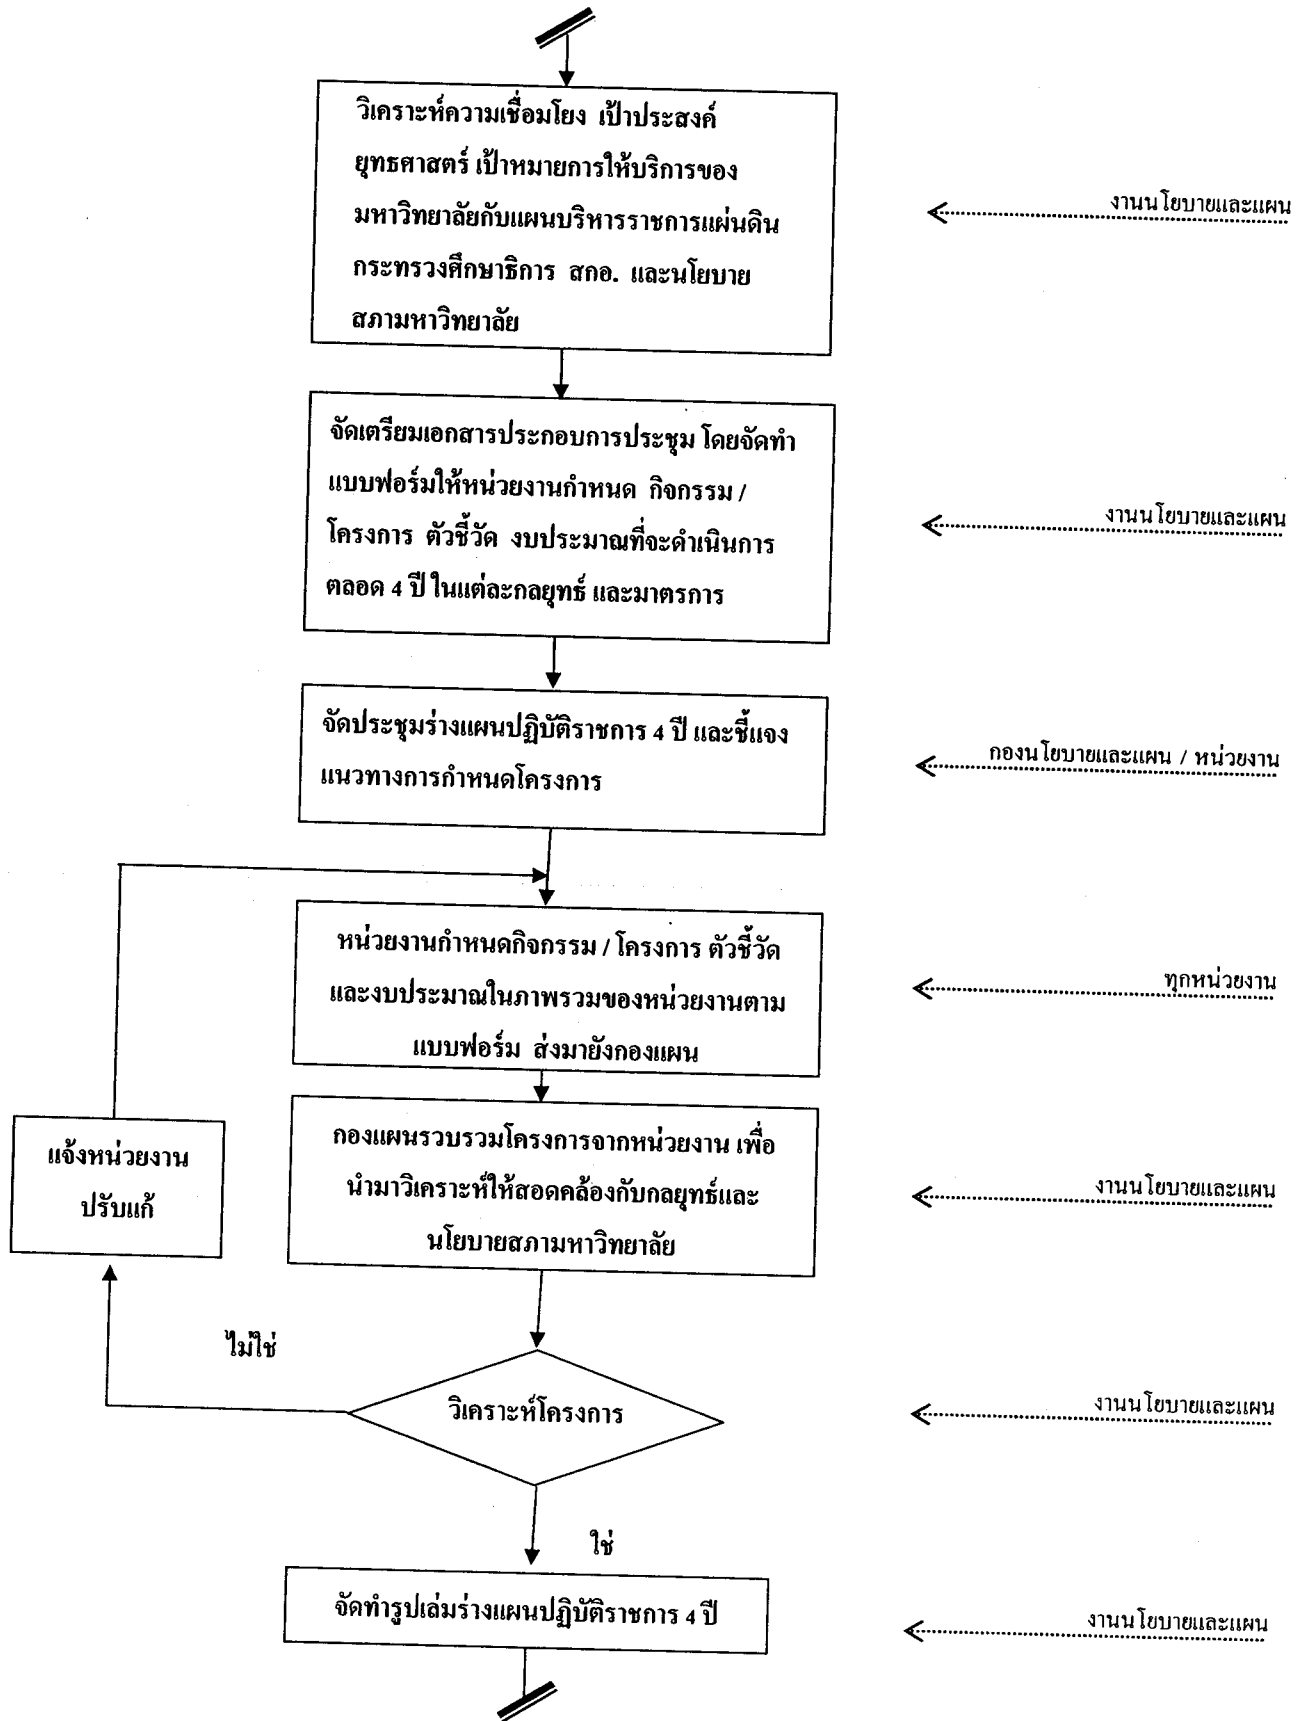 วิเคราะห์ความเชื่อมโยง เป้าประสงค์
ยุทธศาสตร์ เป้าหมายการให้บริการของ
มหาวิทยาลัยกับแผนบริหารราชการแผ่นดิน
กระทรวงศึกษาธิการ สกอ. และนโยบาย
สภามหาวิทยาลัย
งานนโยบายและแผน
จัดเตรียมเอกสารประกอบการประชุม โดยจัดทำ
แบบฟอร์มให้หน่วยงานกำหนด กิจกรรม /
โครงการ ตัวชี้วัด งบประมาณที่จะดำเนินการ
ตลอด 4 ปี ในแต่ละกลยุทธ์ และมาตรการ
งานนโยบายและแผน
จัดประชุมร่างแผนปฏิบัติราชการ 4 ปี และชี้แจง
แนวทางการกำหนดโครงการ
กองนโยบายและแผน / หน่วยงาน
หน่วยงานกำหนดกิจกรรม / โครงการ ตัวชี้วัด
และงบประมาณในภาพรวมของหน่วยงานตาม
แบบฟอร์ม ส่งมายังกองแผน
ทุกหน่วยงาน
แจ้งหน่วยงาน
ปรับแก้
กองแผนรวบรวมโครงการจากหน่วยงาน เพื่อ
นำมาวิเคราะห์ให้สอดคล้องกับกลยุทธ์และ
นโยบายสภามหาวิทยาลัย
งานนโยบายและแผน
ไม่ใช่
วิเคราะห์โครงการ
งานนโยบายและแผน
ใช่
จัดทำรูปเล่มร่างแผนปฏิบัติราชการ 4 ปี
งานนโยบายและแผน